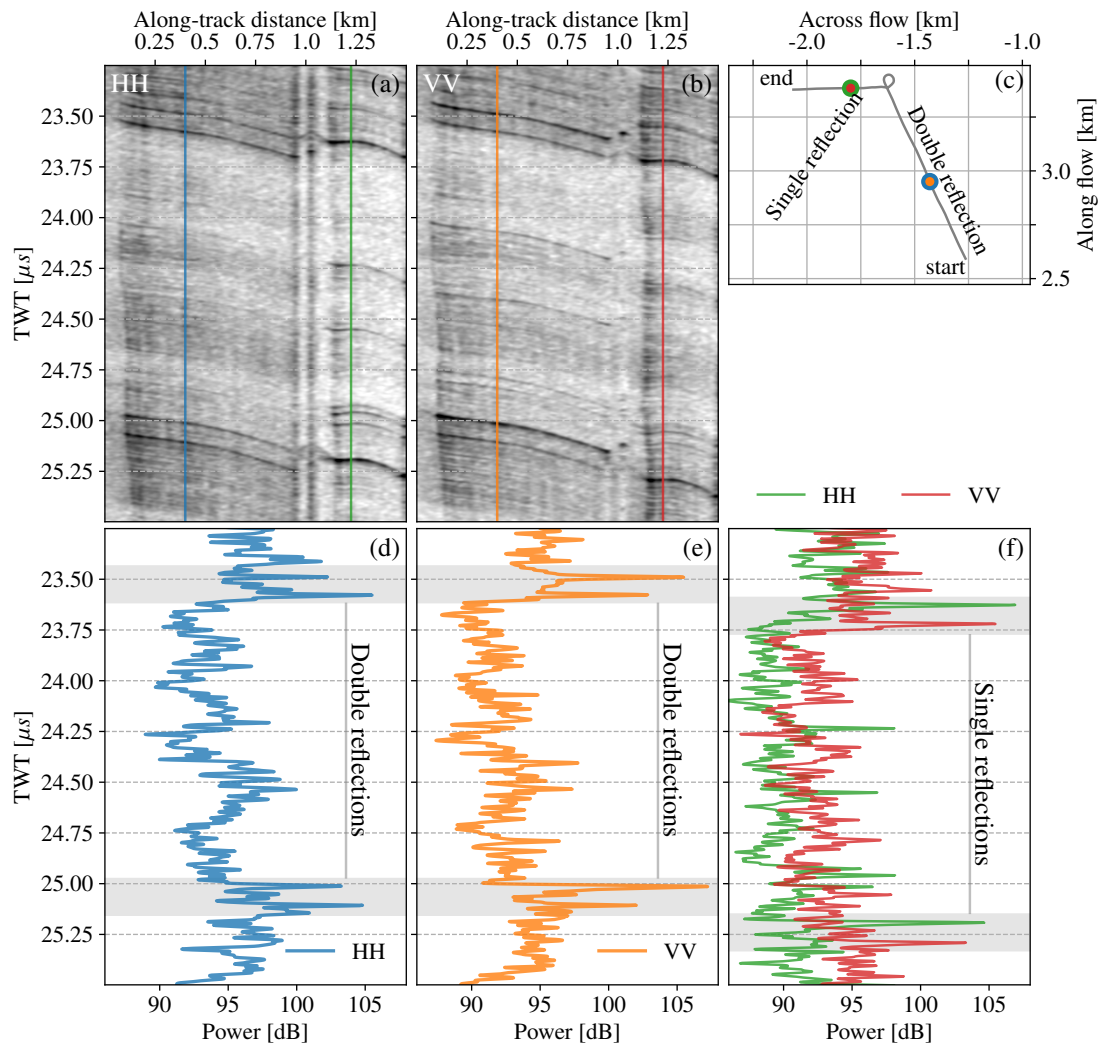 Along-track distance [km]
0.25 0.50 0.75 1.0 1.25
Along-track distance [km]
0.25 0.50 0.75 1.0 1.25
Across flow [km]
-2.0 -1.5 -1.0
HH
(a)
VV
(b)
(c)
end
start
Single reflection
Double reflection
3.0
2.5
Along flow [km]
23.50
23.75
24.00
24.25
24.50
24.75
25.00
25.25
TWT [μs]
HH VV
(d)
(e)
(f)
23.50
23.75
24.00
24.25
24.50
24.75
25.00
25.25
TWT [μs]
Double reflections
Double reflections
Single reflections
HH
VV
90 95 100 105
90 95 100 105
90 95 100 105
Power [dB]
Power [dB]
Power [dB]